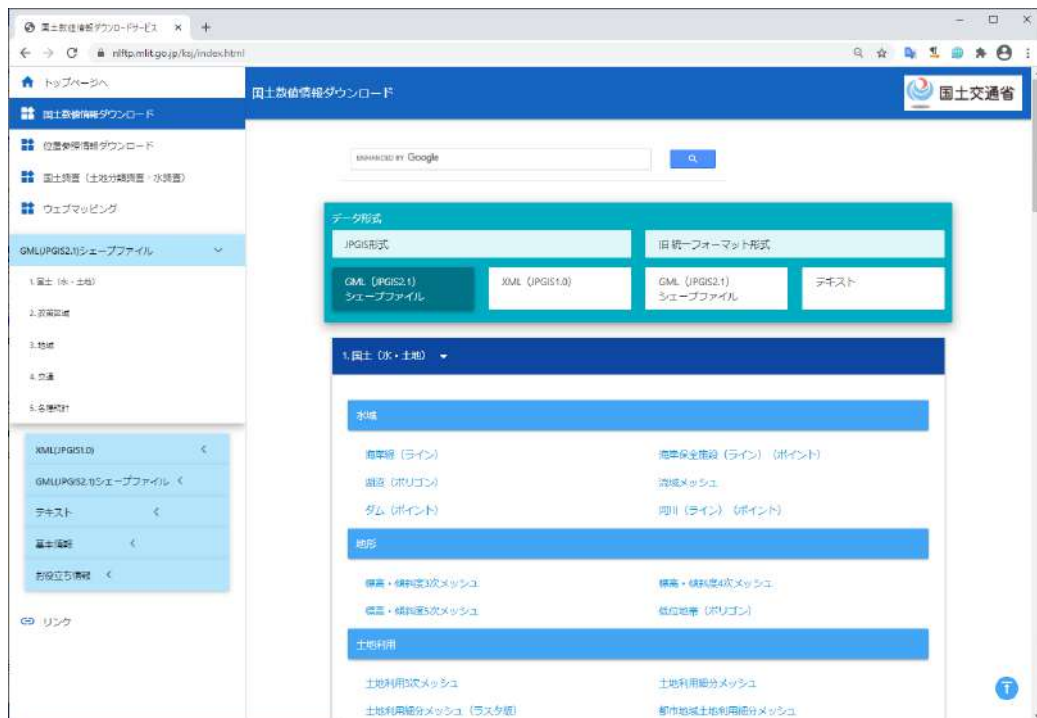 国土数値情報ダウンロードサービス
nlftp.mlit.go.jp/ksj/index.html
トップページへ
国土数値情報ダウンロード
国土交通省
国土数値情報ダウンロード
位置参照情報ダウンロード
国土調査（土地分類調査・水調査）
ウェブマッピング
GML(JPGIS2.1)シェープファイル
1. 国土（水・土地）
2. 政策区域
3. 地域
4. 交通
5. 各種統計
XML(JPGIS1.0)
GML(JPGIS2.1)シェープファイル
テキスト
基本情報
お役立ち情報
リンク
ENHANCED BY Google
データ形式
JPGIS形式
旧統一フォーマット形式
GML（JPGIS2.1）
シェープファイル
XML（JPGIS1.0）
GML（JPGIS2.1）
シェープファイル
テキスト
1. 国土（水・土地）
水域
海岸線（ライン）
海岸保全施設（ライン）（ポイント）
湖沼（ポリゴン）
流域メッシュ
ダム（ポイント）
河川（ライン）（ポイント）
地形
標高・傾斜度3次メッシュ
標高・傾斜度4次メッシュ
標高・傾斜度5次メッシュ
低位地帯（ポリゴン）
土地利用
土地利用3次メッシュ
土地利用細分メッシュ
土地利用細分メッシュ（ラスタ版）
都市地域土地利用細分メッシュ